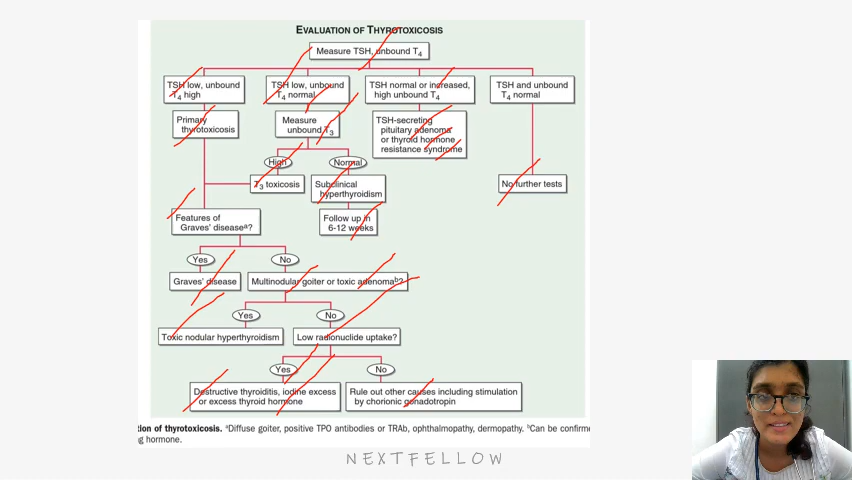 EVALUATION OF THYROTOXICOSIS
Measure TSH, unbound T4
TSH low, unbound
T4 high
TSH low, unbound
T4 normal
TSH normal or increased,
high unbound T4
TSH and unbound
T4 normal
Primary
thyrotoxicosis
Measure
unbound T3
TSH-secreting
pituitary adenoma
or thyroid hormone
resistance syndrome
High
Normal
T3 toxicosis
Subclinical
hyperthyroidism
No further tests
Features of
Graves' diseaseᵃ?
Follow up in
6-12 weeks
Yes
No
Graves' disease
Multinodular goiter or toxic adenomaᵇ?
Yes
No
Toxic nodular hyperthyroidism
Low radionuclide uptake?
Yes
No
Destructive thyroiditis, iodine excess
or excess thyroid hormone
Rule out other causes including stimulation
by chorionic gonadotropin
tion of thyrotoxicosis. ᵃDiffuse goiter, positive TPO antibodies or TRAb, ophthalmopathy, dermopathy. ᵇCan be confirme
g hormone.
NEXTFELLOW